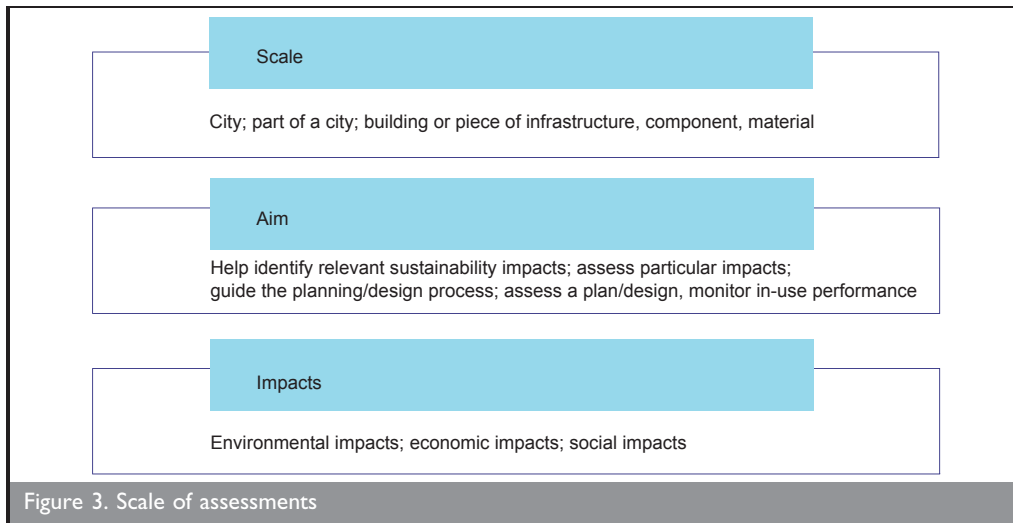 Scale
City; part of a city; building or piece of infrastructure, component, material
Aim
Help identify relevant sustainability impacts; assess particular impacts;
guide the planning/design process; assess a plan/design, monitor in-use performance
Impacts
Environmental impacts; economic impacts; social impacts
Figure 3. Scale of assessments